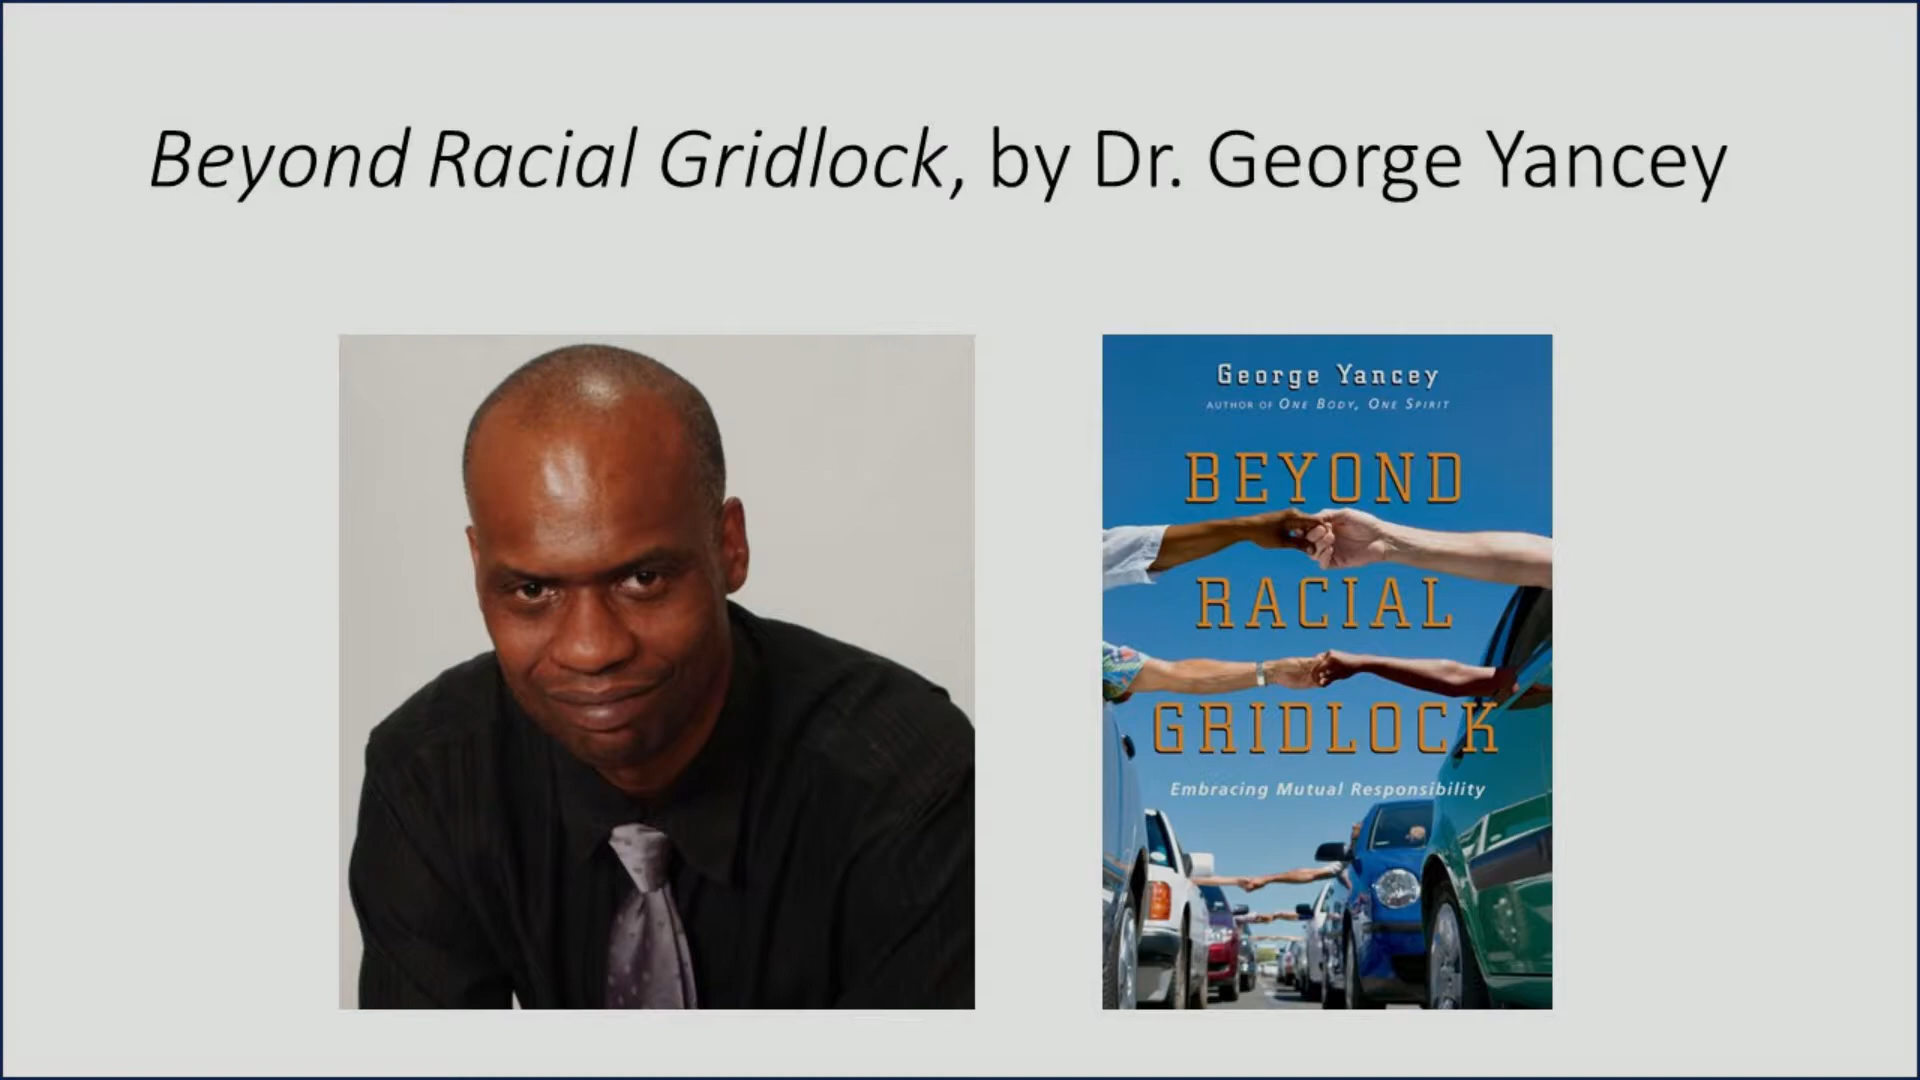 Beyond Racial Gridlock, by Dr. George Yancey
George Yancey
AUTHOR OF ONE BODY, ONE SPIRIT
BEYOND
RACIAL
GRIDLOCK
Embracing Mutual Responsibility